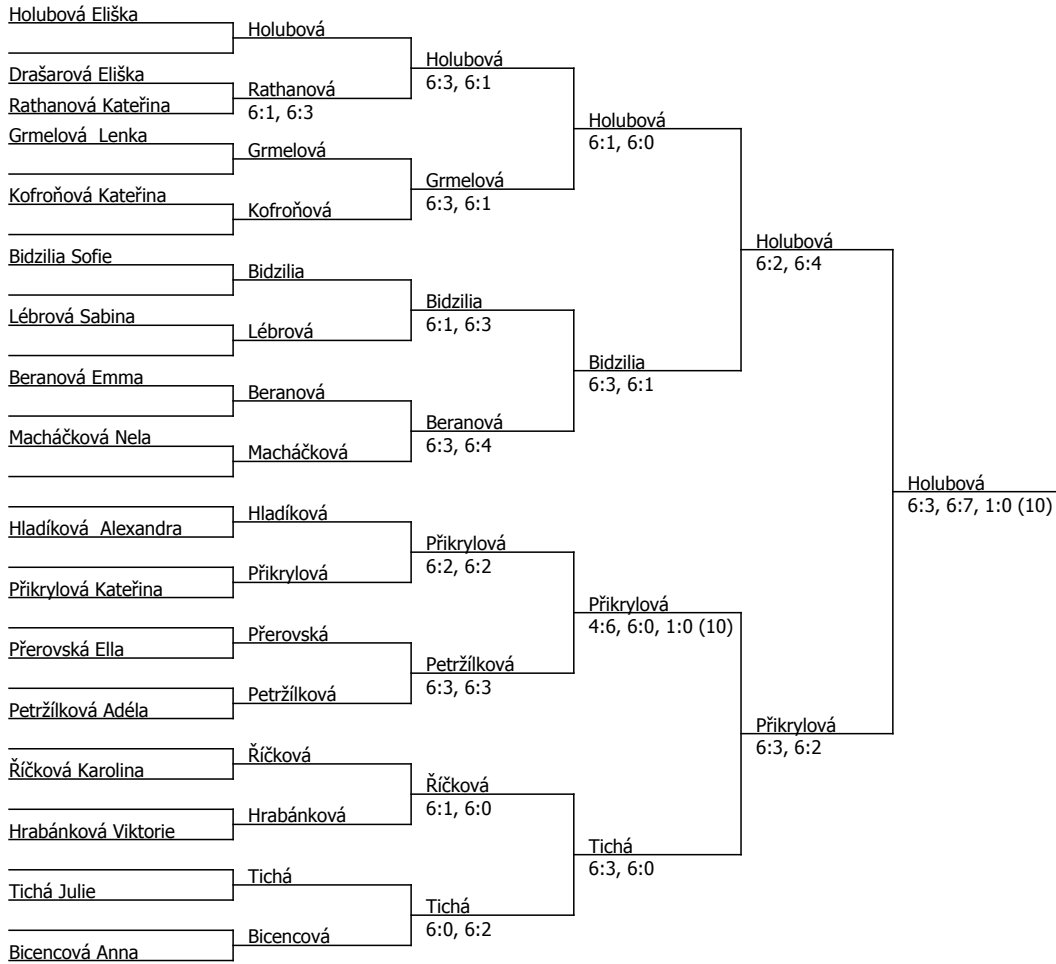 Holubová Eliška
Drašarová Eliška
Rathanová Kateřina
Grmelová  Lenka
Kofroňová Kateřina
Bidzilia Sofie
Lébrová Sabina
Beranová Emma
Macháčková Nela
Hladíková  Alexandra
Přikrylová Kateřina
Přerovská Ella
Petržílková Adéla
Říčková Karolina
Hrabánková Viktorie
Tichá Julie
Bicencová Anna
Holubová
Rathanová
6:1, 6:3
Grmelová
Kofroňová
Bidzilia
Lébrová
Beranová
Macháčková
Hladíková
Přikrylová
Přerovská
Petržílková
Říčková
Hrabánková
Tichá
Bicencová
Holubová
6:3, 6:1
Grmelová
6:3, 6:1
Bidzilia
6:1, 6:3
Beranová
6:3, 6:4
Přikrylová
6:2, 6:2
Petržílková
6:3, 6:3
Říčková
6:1, 6:0
Tichá
6:0, 6:2
Holubová
6:1, 6:0
Bidzilia
6:3, 6:1
Přikrylová
4:6, 6:0, 1:0 (10)
Tichá
6:3, 6:0
Holubová
6:2, 6:4
Přikrylová
6:3, 6:2
Holubová
6:3, 6:7, 1:0 (10)